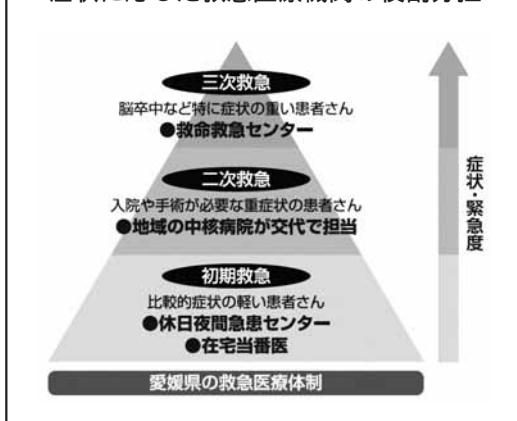 三次救急
脳卒中など特に症状の重い患者さん
●救命救急センター
二次救急
入院や手術が必要な重症状の患者さん
●地域の中核病院が交代で担当
初期救急
比較的症状の軽い患者さん
●休日夜間急患センター
●在宅当番医
症状・緊急度
愛媛県の救急医療体制